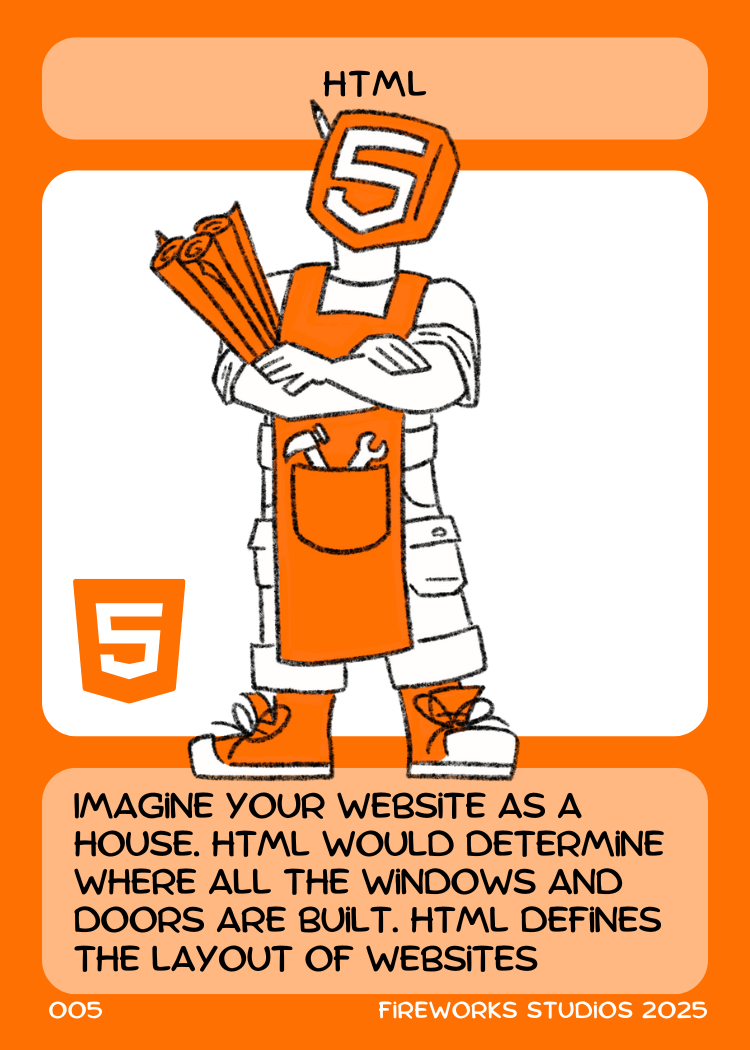 HTML
5
5
IMAGINE YOUR WEBSITE AS A
HOUSE. HTML WOULD DETERMINE
WHERE ALL THE WINDOWS AND
DOORS ARE BUILT. HTML DEFINES
THE LAYOUT OF WEBSITES
005
FIREWORKS STUDIOS 2025